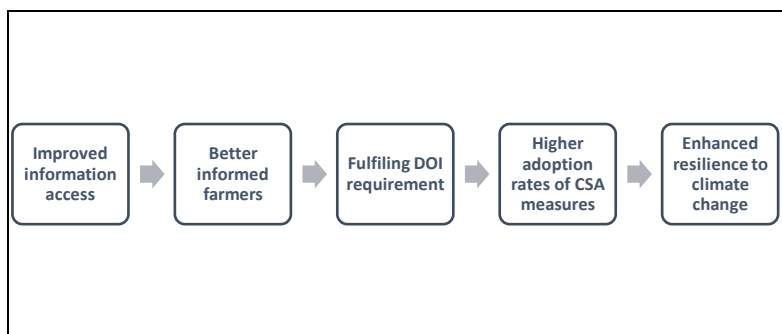 Improved
information
access
Better
informed
farmers
Fulfiling DOI
requirement
Higher
adoption
rates of CSA
measures
Enhanced
resilience to
climate
change